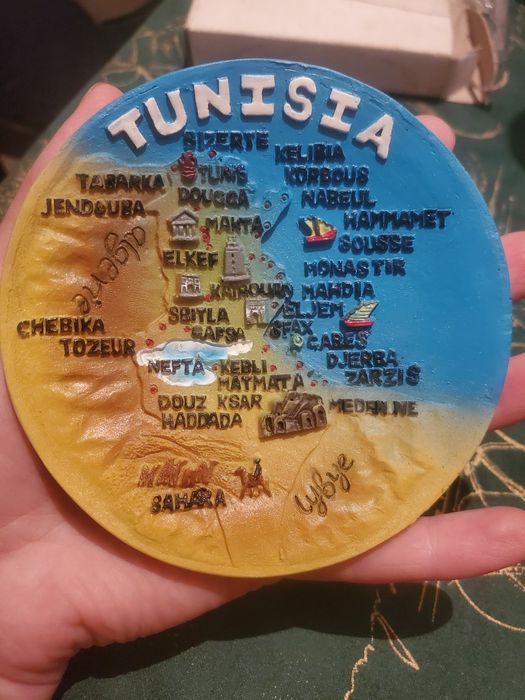 TUNISIA
BIZERTE
KELIBIA
TABARKA
TUNIS
KORBOUS
JENDOUBA
DOUGGA
NABEUL
MAKTA
HAMMAMET
algerie
SOUSSE
ELKEF
MONASTIR
KAIROUAN
MAHDIA
SBITLA
ELJEM
CHEBIKA
GAFSA
SFAX
TOZEUR
GABES
NEFTA
KEBLI
DJERBA
MATMATA
ZARZIS
DOUZ
KSAR
MEDENINE
HADDADA
SAHARA
Lybye